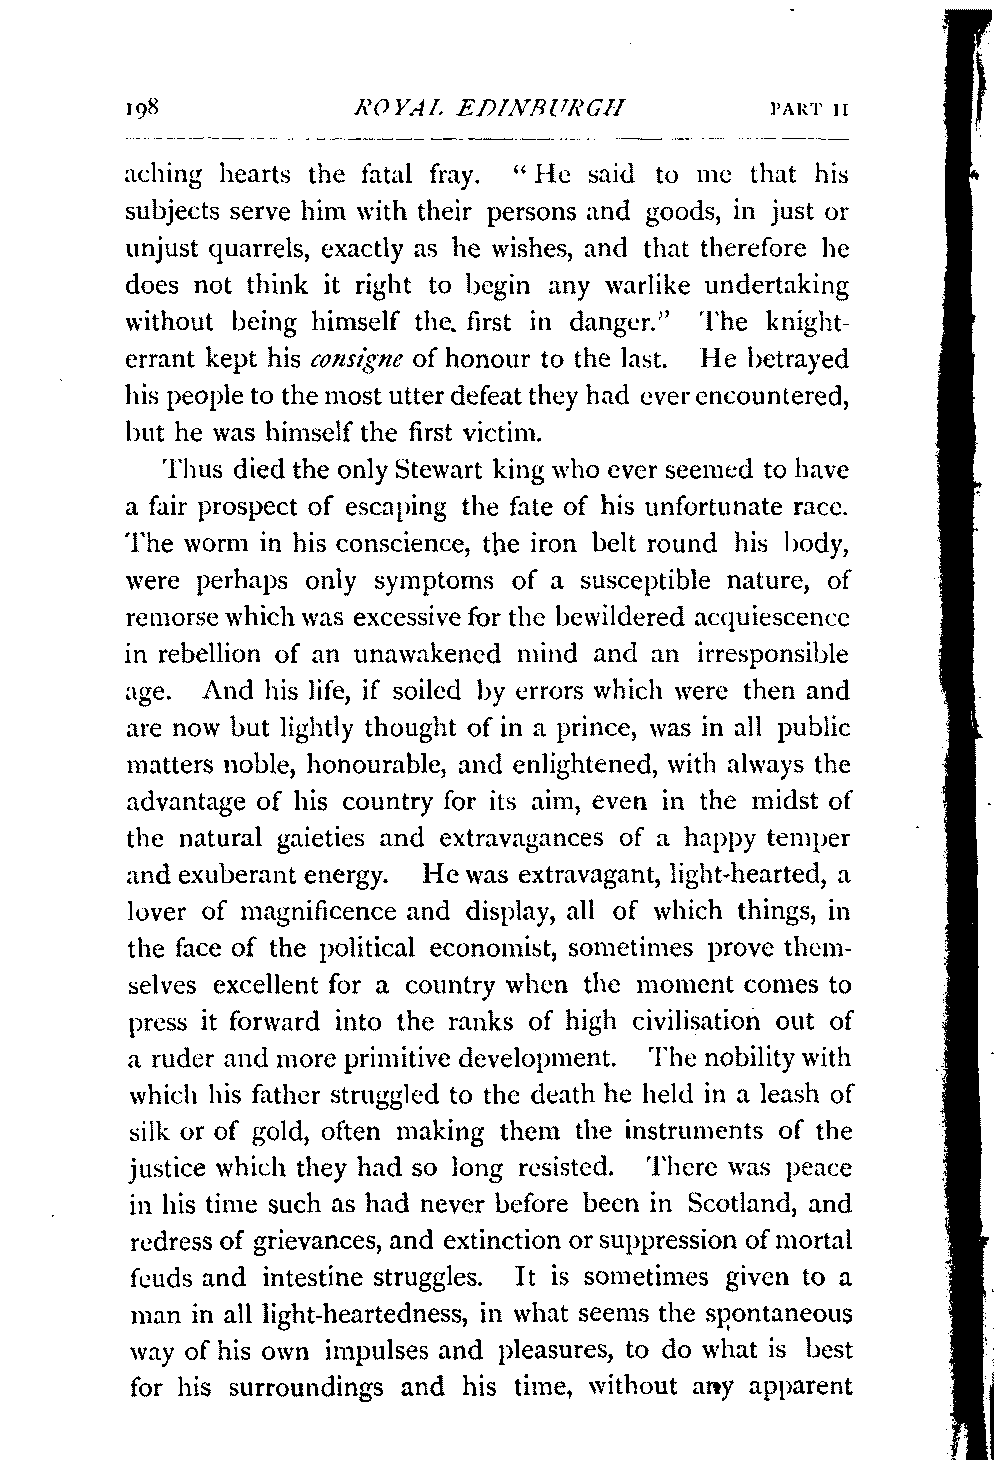 198 ROYAL EDINBURGH PART II
aching hearts the fatal fray. “He said to me that his
subjects serve him with their persons and goods, in just or
unjust quarrels, exactly as he wishes, and that therefore he
does not think it right to begin any warlike undertaking
without being himself the first in danger.” The knight-
errant kept his consigne of honour to the last. He betrayed
his people to the most utter defeat they had ever encountered,
but he was himself the first victim.
Thus died the only Stewart king who ever seemed to have
a fair prospect of escaping the fate of his unfortunate race.
The worm in his conscience, the iron belt round his body,
were perhaps only symptoms of a susceptible nature, of
remorse which was excessive for the bewildered acquiescence
in rebellion of an unawakened mind and an irresponsible
age. And his life, if soiled by errors which were then and
are now but lightly thought of in a prince, was in all public
matters noble, honourable, and enlightened, with always the
advantage of his country for its aim, even in the midst of
the natural gaieties and extravagances of a happy temper
and exuberant energy. He was extravagant, light-hearted, a
lover of magnificence and display, all of which things, in
the face of the political economist, sometimes prove them-
selves excellent for a country when the moment comes to
press it forward into the ranks of high civilisation out of
a ruder and more primitive development. The nobility with
which his father struggled to the death he held in a leash of
silk or of gold, often making them the instruments of the
justice which they had so long resisted. There was peace
in his time such as had never before been in Scotland, and
redress of grievances, and extinction or suppression of mortal
feuds and intestine struggles. It is sometimes given to a
man in all light-heartedness, in what seems the spontaneous
way of his own impulses and pleasures, to do what is best
for his surroundings and his time, without any apparent